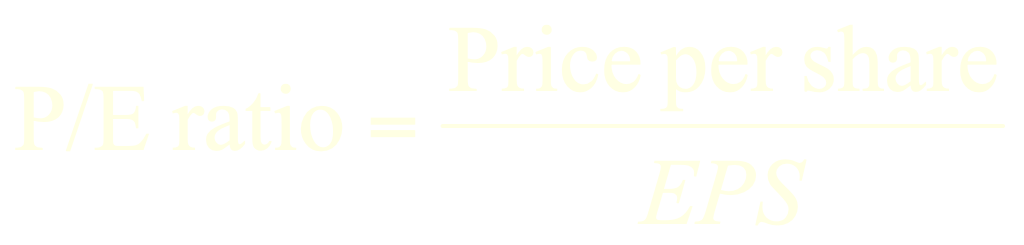 P/E ratio = Price per share
EPS